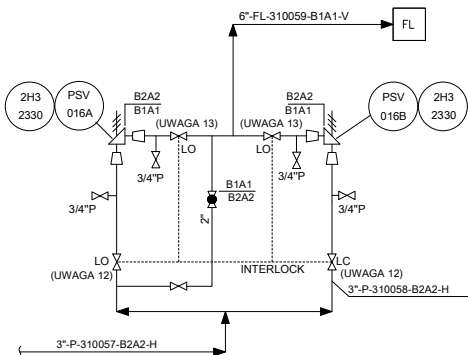 6"-FL-310059-B1A1-V
FL
2H3
2330
PSV
016A
B2A2
B1A1
(UWAGA 13)
LO
3/4"P
(UWAGA 13)
LO
3/4"P
B2A2
B1A1
PSV
016B
2H3
2330
3/4"P
B1A1
B2A2
2"
3/4"P
LO
(UWAGA 12)
INTERLOCK
LC
(UWAGA 12)
3"-P-310058-B2A2-H
3"-P-310057-B2A2-H